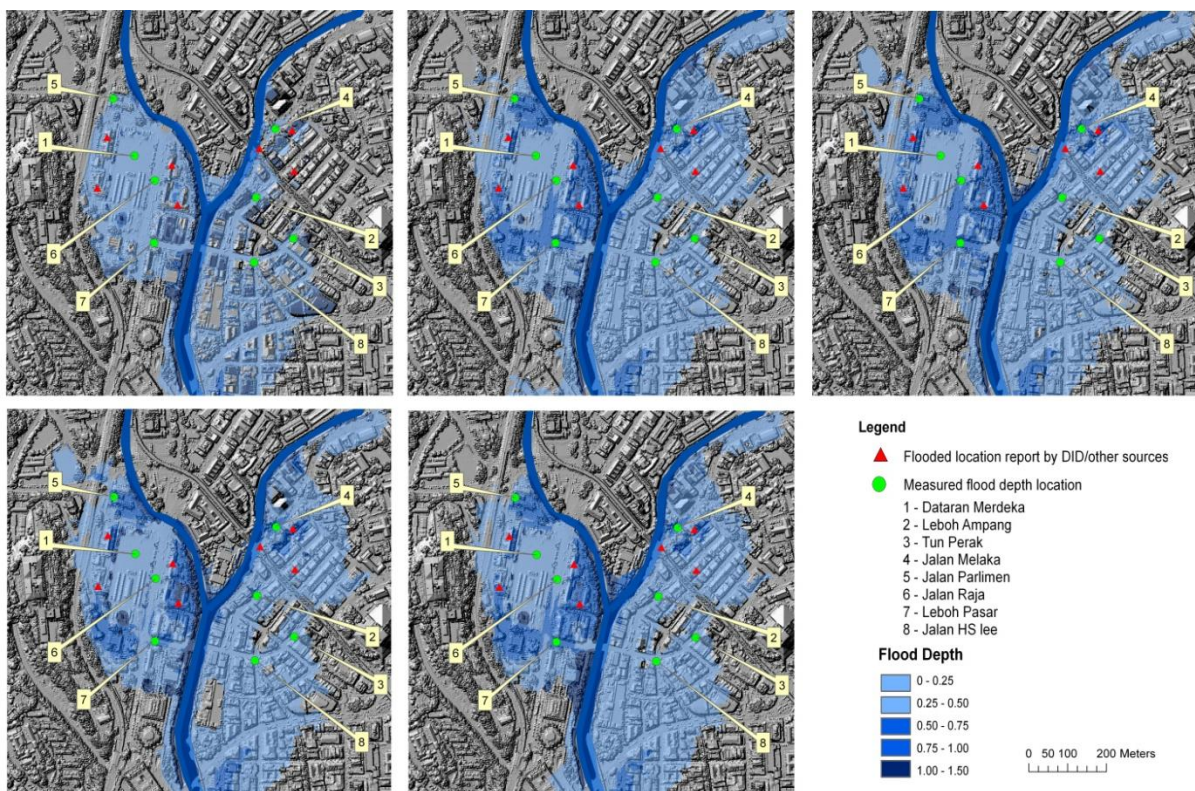 5
1
6
7
4
2
3
8
5
1
6
7
4
2
3
8
5
1
6
7
4
2
3
8
5
1
6
7
4
2
3
8
5
1
6
7
4
2
3
8
Legend
Flooded location report by DID/other sources
Measured flood depth location
1 - Dataran Merdeka
2 - Leboh Ampang
3 - Tun Perak
4 - Jalan Melaka
5 - Jalan Parlimen
6 - Jalan Raja
7 - Leboh Pasar
8 - Jalan HS lee
Flood Depth
0 - 0.25
0.25 - 0.50
0.50 - 0.75
0.75 - 1.00
1.00 - 1.50
0 50 100 200 Meters